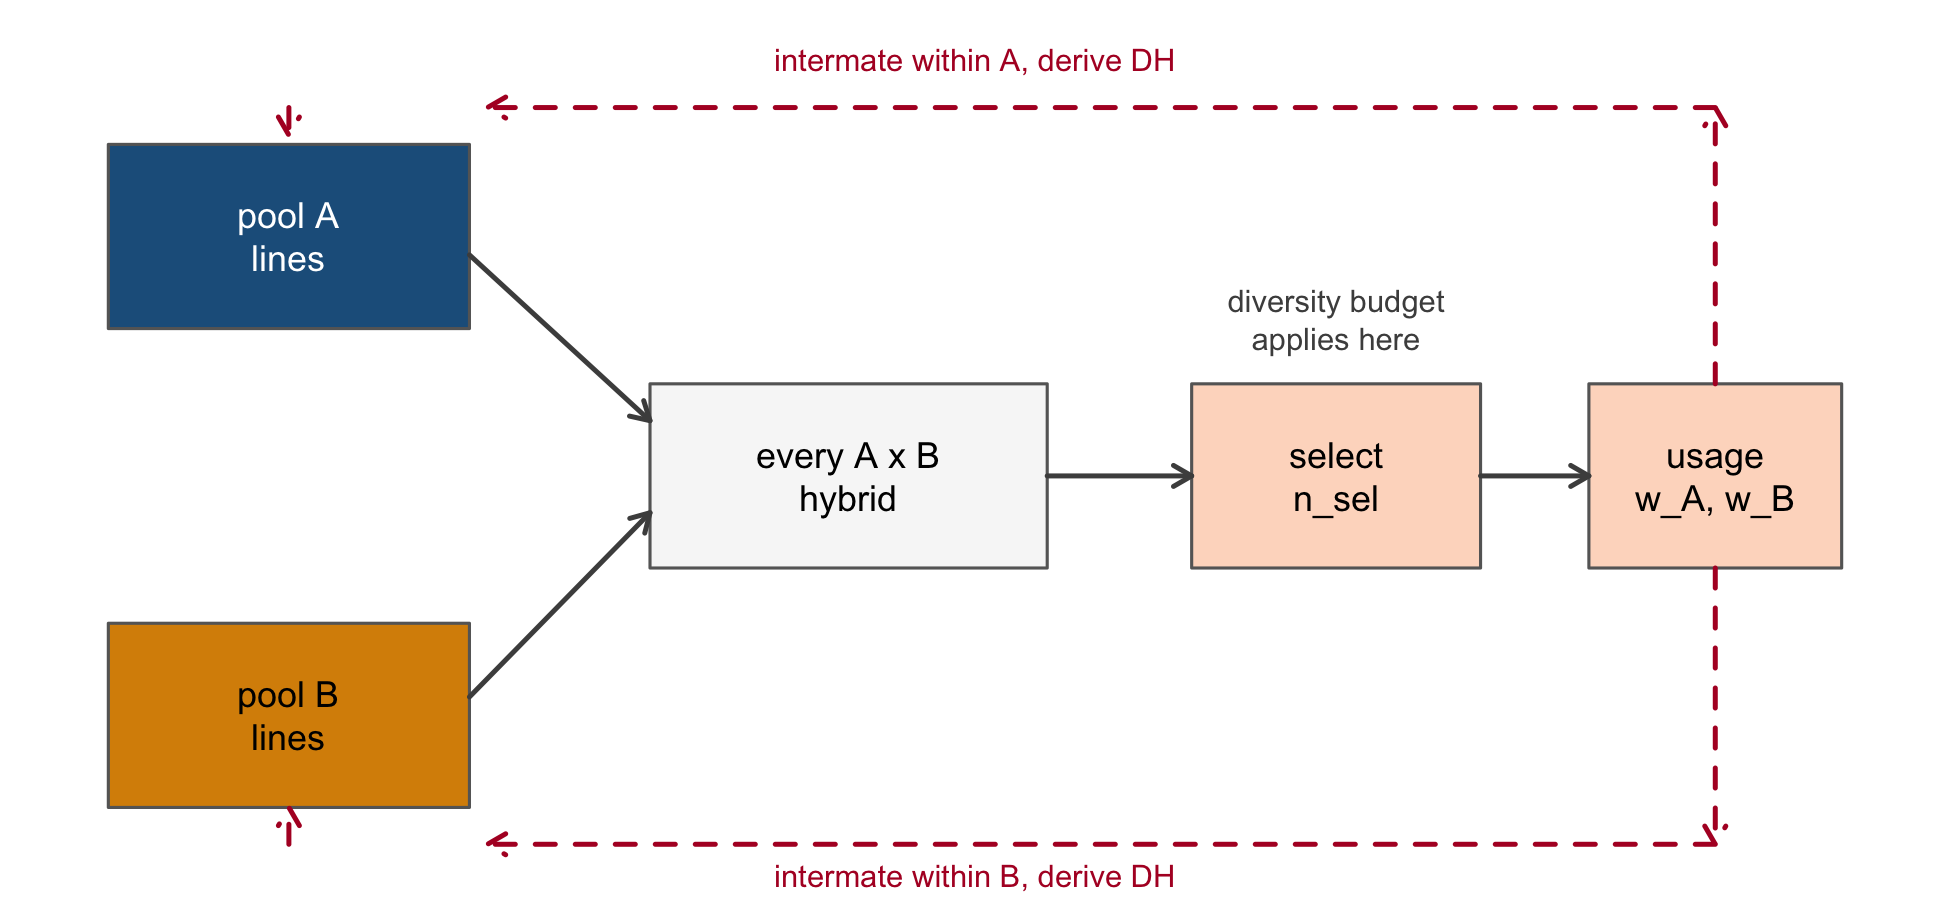 intermate within A, derive DH
pool A
lines
diversity budget
applies here
every A x B
hybrid
select
n_sel
usage
w_A, w_B
pool B
lines
intermate within B, derive DH